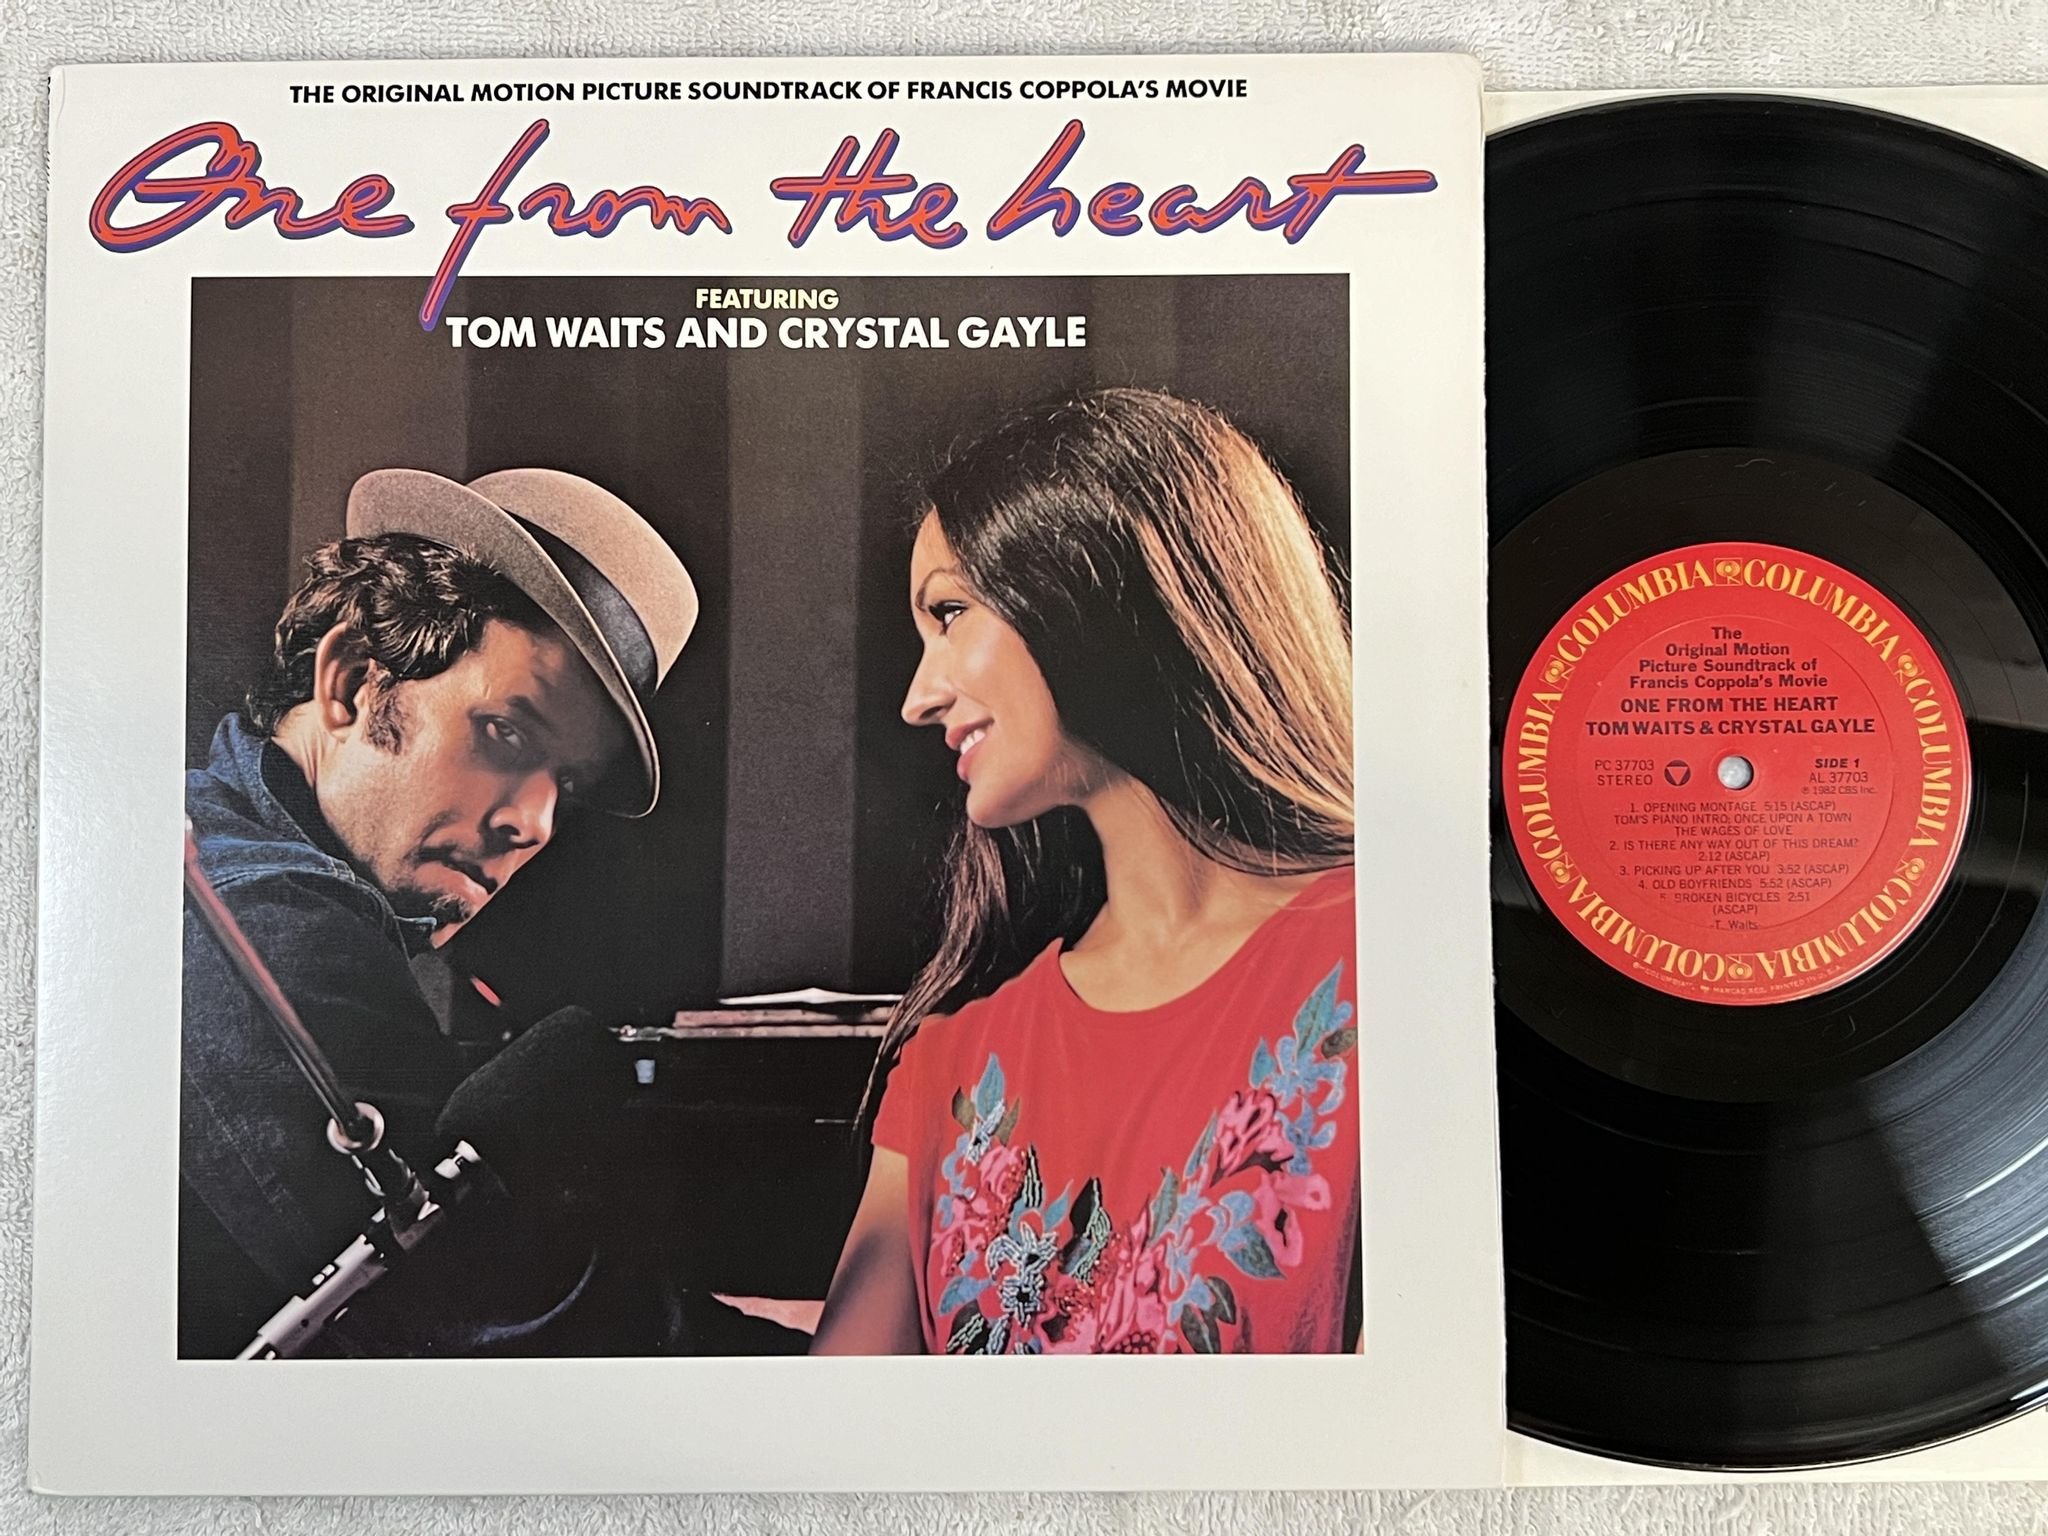 THE ORIGINAL MOTION PICTURE SOUNDTRACK OF FRANCIS COPPOLA'S MOVIE
One from the heart
FEATURING
TOM WAITS AND CRYSTAL GAYLE
COLUMBIA COLUMBIA COLUMBIA COLUMBIA COLUMBIA COLUMBIA
The
Original Motion
Picture Soundtrack of
Francis Coppola's Movie
ONE FROM THE HEART
TOM WAITS & CRYSTAL GAYLE
PC 37703
STEREO
SIDE 1
AL 37703
℗ 1982 CBS Inc.
1. OPENING MONTAGE 5:15 (ASCAP)
TOM'S PIANO INTRO; ONCE UPON A TOWN
THE WAGES OF LOVE
2. IS THERE ANY WAY OUT OF THIS DREAM?
2:12 (ASCAP)
3. PICKING UP AFTER YOU 3:52 (ASCAP)
4. OLD BOYFRIENDS 5:52 (ASCAP)
5. BROKEN BICYCLES 2:51
(ASCAP)
-T. Waits-
MARCAS REG. PRINTED IN U.S.A.